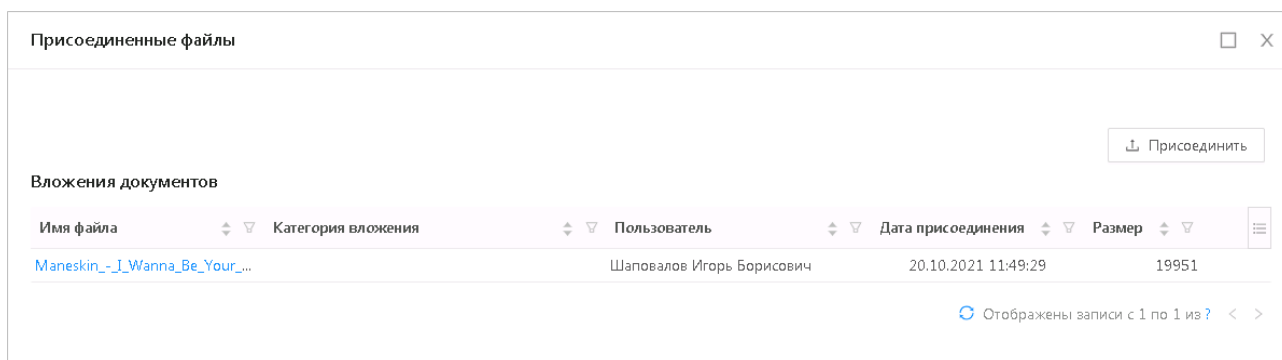 Присоединенные файлы
Присоединить
Вложения документов
Имя файла Категория вложения Пользователь Дата присоединения Размер
Maneskin_-_I_Wanna_Be_Your_... Шаповалов Игорь Борисович 20.10.2021 11:49:29 19951
Отображены записи с 1 по 1 из ? < >